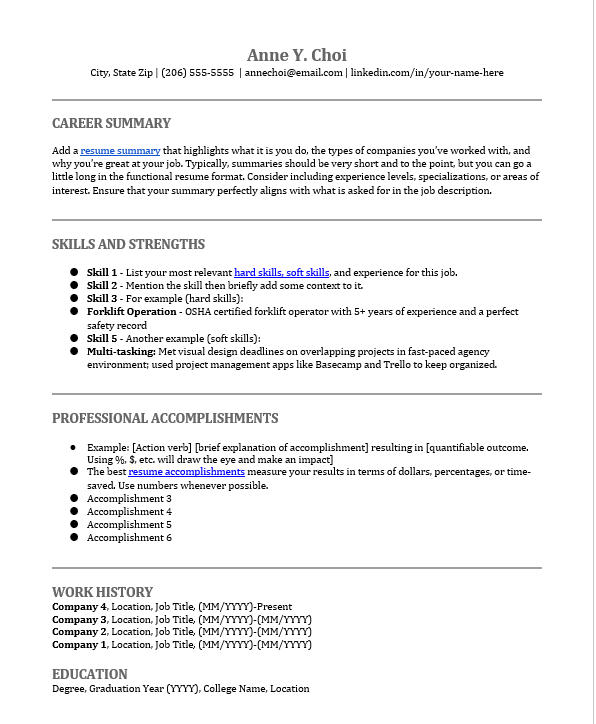 Anne Y. Choi
City, State Zip | (206) 555-5555 | annechoi@email.com | linkedin.com/in/your-name-here
CAREER SUMMARY
Add a resume summary that highlights what it is you do, the types of companies you've worked with, and
why you're great at your job. Typically, summaries should be very short and to the point, but you can go a
little long in the functional resume format. Consider including experience levels, specializations, or areas of
interest. Ensure that your summary perfectly aligns with what is asked for in the job description.
SKILLS AND STRENGTHS
● Skill 1 - List your most relevant hard skills, soft skills, and experience for this job.
● Skill 2 - Mention the skill then briefly add some context to it.
● Skill 3 - For example (hard skills):
● Forklift Operation - OSHA certified forklift operator with 5+ years of experience and a perfect
safety record
● Skill 5 - Another example (soft skills):
● Multi-tasking: Met visual design deadlines on overlapping projects in fast-paced agency
environment; used project management apps like Basecamp and Trello to keep organized.
PROFESSIONAL ACCOMPLISHMENTS
● Example: [Action verb] [brief explanation of accomplishment] resulting in [quantifiable outcome.
Using %, $, etc. will draw the eye and make an impact]
● The best resume accomplishments measure your results in terms of dollars, percentages, or time-
saved. Use numbers whenever possible.
● Accomplishment 3
● Accomplishment 4
● Accomplishment 5
● Accomplishment 6
WORK HISTORY
Company 4, Location, Job Title, (MM/YYYY)-Present
Company 3, Location, Job Title, (MM/YYYY)-(MM/YYYY)
Company 2, Location, Job Title, (MM/YYYY)-(MM/YYYY)
Company 1, Location, Job Title, (MM/YYYY)-(MM/YYYY)
EDUCATION
Degree, Graduation Year (YYYY), College Name, Location